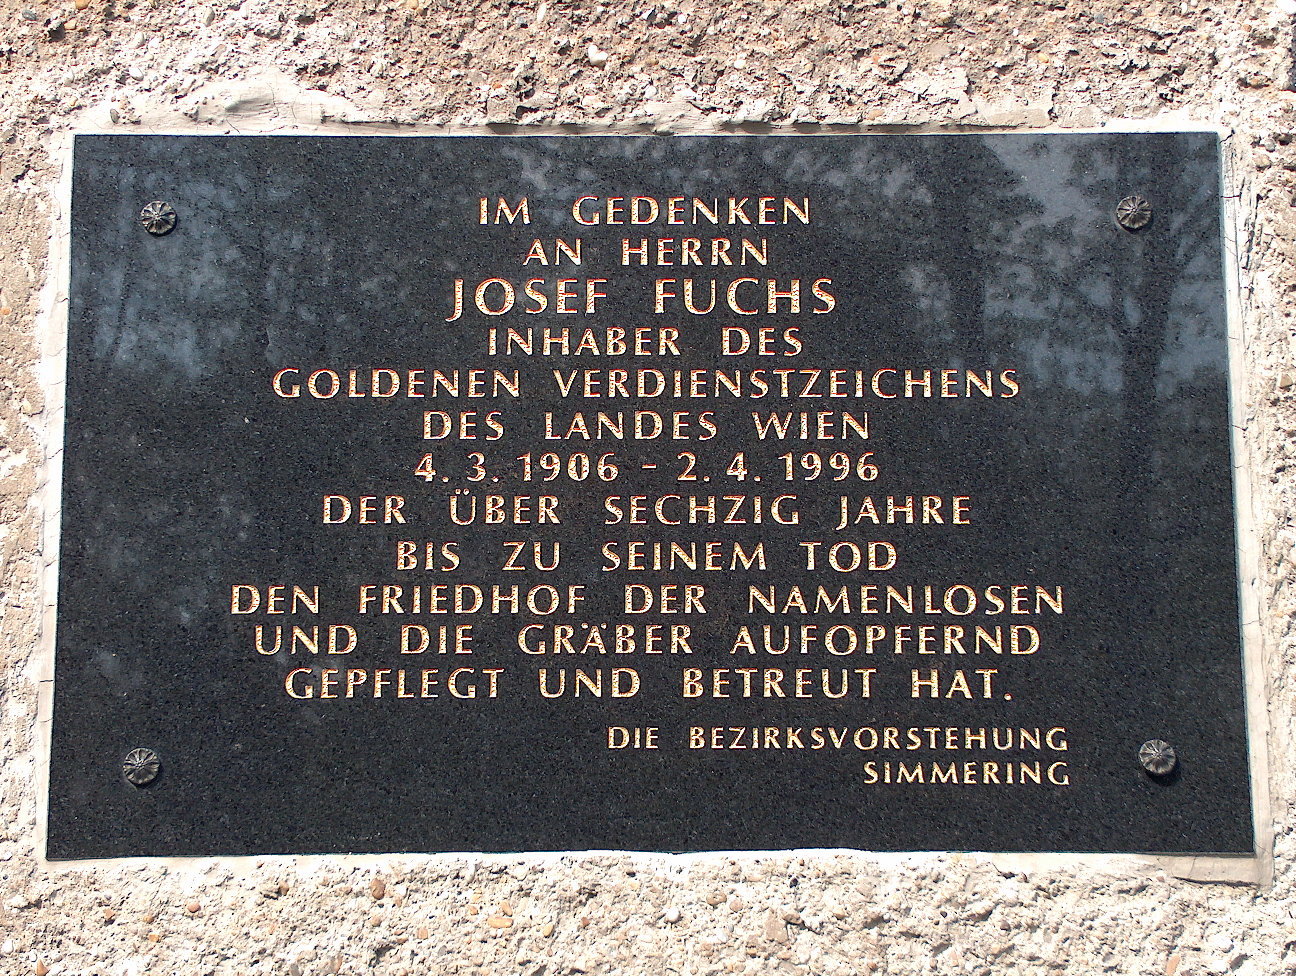 IM GEDENKEN
AN HERRN
JOSEF FUCHS
INHABER DES
GOLDENEN VERDIENSTZEICHENS
DES LANDES WIEN
4. 3. 1906 - 2. 4. 1996
DER ÜBER SECHZIG JAHRE
BIS ZU SEINEM TOD
DEN FRIEDHOF DER NAMENLOSEN
UND DIE GRÄBER AUFOPFERND
GEPFLEGT UND BETREUT HAT.
DIE BEZIRKSVORSTEHUNG
SIMMERING